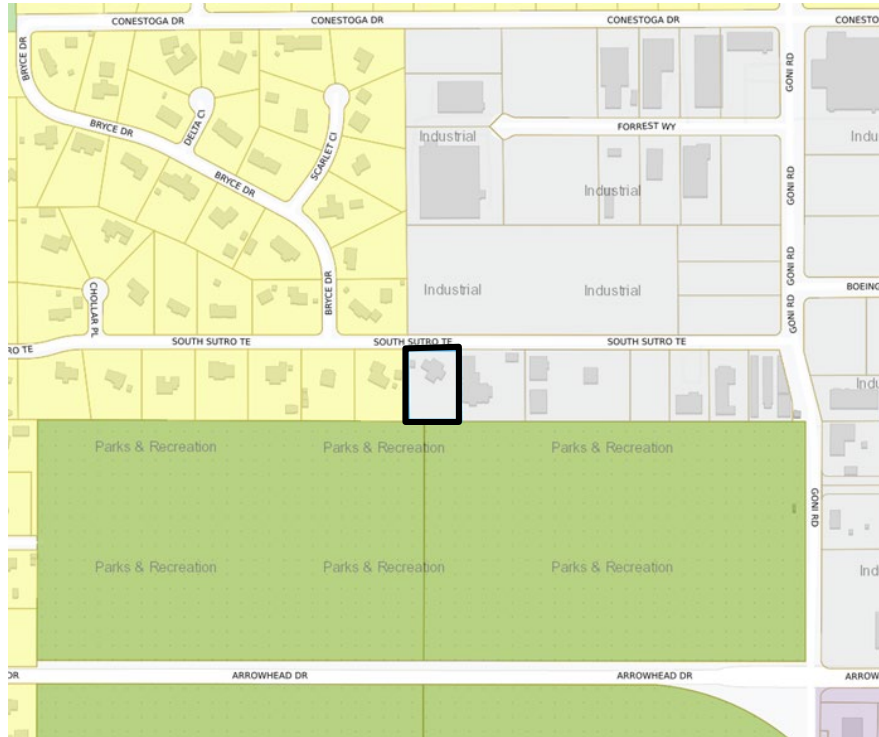 CONESTOGA DR
CONESTOGA DR
CONESTOGA DR
CONESTO
BRYCE DR
GONI RD
DELTA CI
BRYCE DR
FORREST WY
Industrial
Indu
SCARLET CI
BRYCE DR
Industrial
GONI RD
GONI RD
BRYCE DR
CHOLLAR PL
Industrial
Industrial
BOEING
GONI RD
SOUTH SUTRO TE
SOUTH SUTRO TE
SOUTH SUTRO TE
RO TE
Indu
Parks & Recreation
Parks & Recreation
Parks & Recreation
GONI RD
Parks & Recreation
Parks & Recreation
Parks & Recreation
Ind
DR
ARROWHEAD DR
ARROWHEAD DR
ARROW